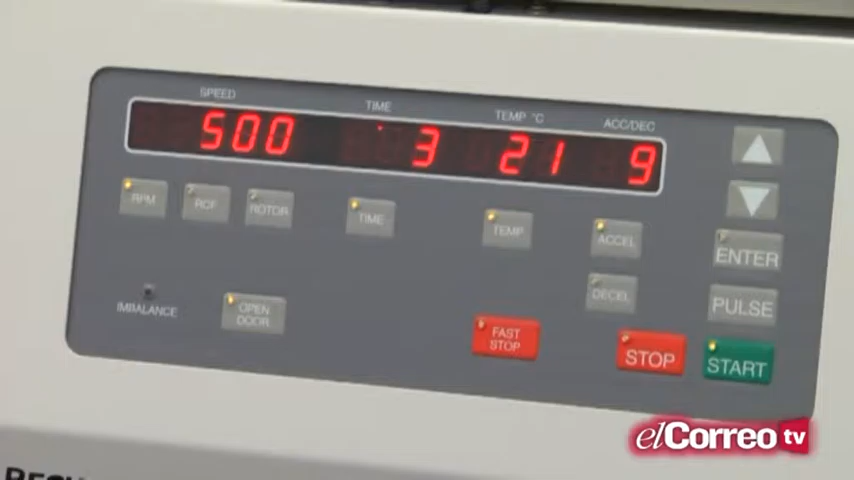 SPEED TIME TEMP °C ACC/DEC
500 3 21 9
RPM RCF ROTOR TIME TEMP ACCEL
ENTER
DECEL
PULSE
IMBALANCE
OPEN DOOR
FAST STOP
STOP
START
elCorreo tv